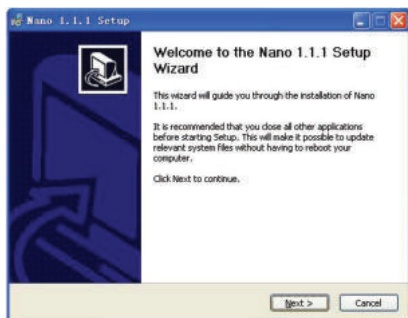 Nano 1.1.1 Setup
Welcome to the Nano 1.1.1 Setup
Wizard
This wizard will guide you through the installation of Nano
1.1.1.
It is recommended that you close all other applications
before starting Setup. This will make it possible to update
relevant system files without having to reboot your
computer.
Click Next to continue.
Next >
Cancel